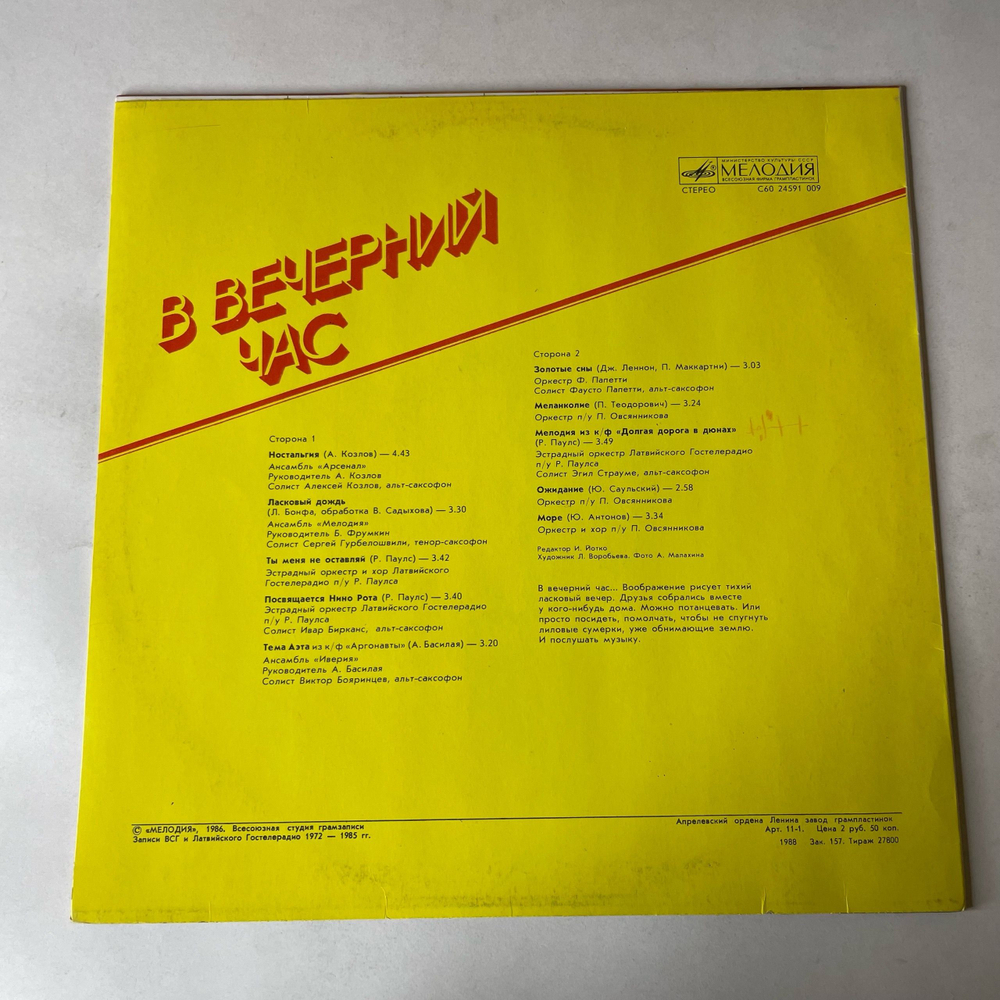 МИНИСТЕРСТВО КУЛЬТУРЫ СССР
МЕЛОДИЯ
ВСЕСОЮЗНАЯ ФИРМА ГРАМПЛАСТИНОК
СТЕРЕО С60 24591 009
В ВЕЧЕРНИЙ
ЧАС
Сторона 1
Ностальгия (А. Козлов) — 4.43
Ансамбль «Арсенал»
Руководитель А. Козлов
Солист Алексей Козлов, альт-саксофон
Ласковый дождь
(Л. Бонфа, обработка В. Садыхова) — 3.30
Ансамбль «Мелодия»
Руководитель Б. Фрумкин
Солист Сергей Гурбелошвили, тенор-саксофон
Ты меня не оставляй (Р. Паулс) — 3.42
Эстрадный оркестр и хор Латвийского
Гостелерадио п/у Р. Паулса
Посвящается Нино Рота (Р. Паулс) — 3.40
Эстрадный оркестр Латвийского Гостелерадио
п/у Р. Паулса
Солист Ивар Бирканс, альт-саксофон
Тема Аэта из к/ф «Аргонавты» (А. Басилая) — 3.20
Ансамбль «Иверия»
Руководитель А. Басилая
Солист Виктор Бояринцев, альт-саксофон
Сторона 2
Золотые сны (Дж. Леннон, П. Маккартни) — 3.03
Оркестр Ф. Папетти
Солист Фаусто Папетти, альт-саксофон
Меланколие (П. Теодорович) — 3.24
Оркестр п/у П. Овсянникова
Мелодия из к/ф «Долгая дорога в дюнах»
(Р. Паулс) — 3.49
Эстрадный оркестр Латвийского Гостелерадио
п/у Р. Паулса
Солист Эгил Страуме, альт-саксофон
Ожидание (Ю. Саульский) — 2.58
Оркестр п/у П. Овсянникова
Море (Ю. Антонов) — 3.34
Оркестр и хор п/у П. Овсянникова
Редактор И. Йотко
Художник Л. Воробьева. Фото А. Малахина
В вечерний час... Воображение рисует тихий
ласковый вечер. Друзья собрались вместе
у кого-нибудь дома. Можно потанцевать. Или
просто посидеть, помолчать, чтобы не спугнуть
лиловые сумерки, уже обнимающие землю.
И послушать музыку.
© «МЕЛОДИЯ», 1986. Всесоюзная студия грамзаписи
Записи ВСГ и Латвийского Гостелерадио 1972 — 1985 гг.
Апрелевский ордена Ленина завод грампластинок
Арт. 11-1. Цена 2 руб. 50 коп.
1988 Зак. 157. Тираж 27800